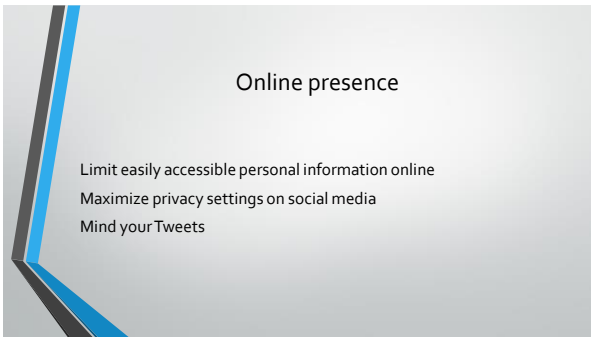 Online presence
Limit easily accessible personal information online
Maximize privacy settings on social media
Mind your Tweets